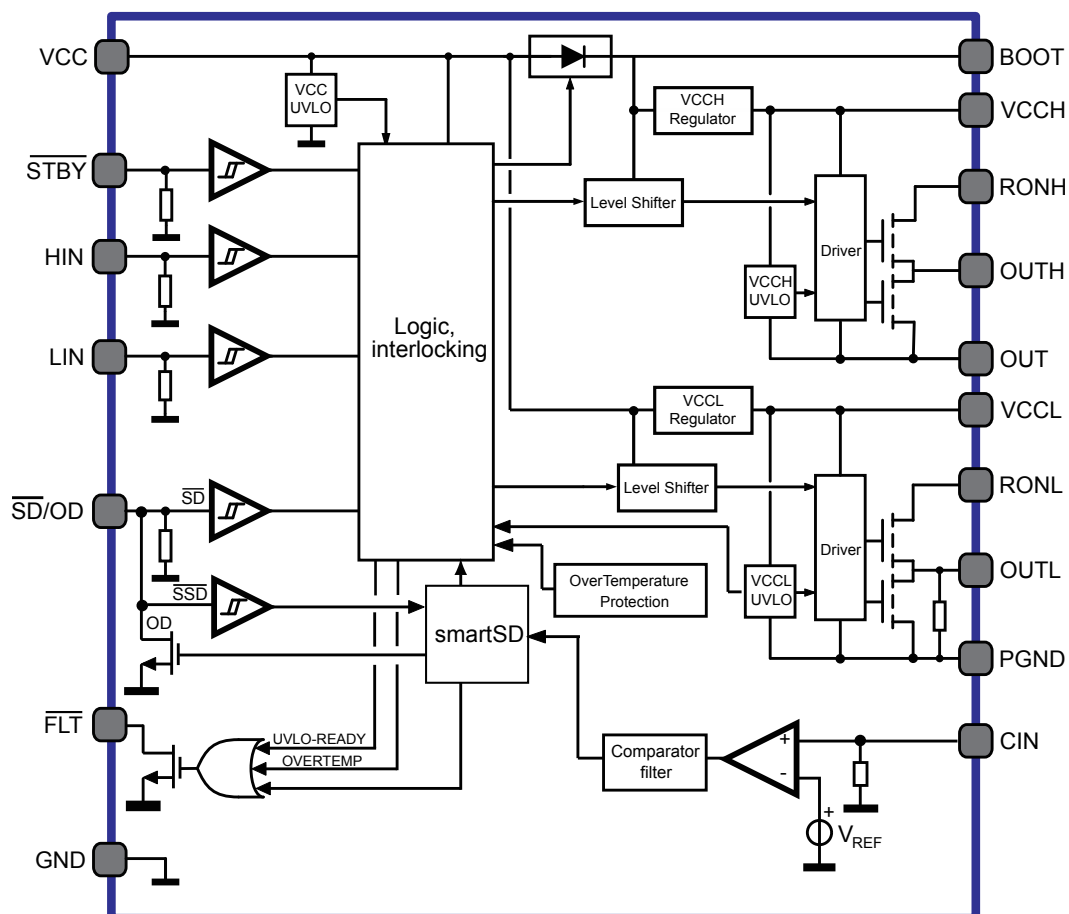 VCC
BOOT
VCC
UVLO
VCCH
Regulator
VCCH
STBY
Level Shifter
RONH
HIN
Driver
OUTH
VCCH
UVLO
Logic,
interlocking
LIN
OUT
VCCL
Regulator
VCCL
SD/OD
SD
Level Shifter
RONL
Driver
OverTemperature
Protection
VCCL
UVLO
OUTL
SSD
OD
smartSD
PGND
FLT
UVLO-READY
OVERTEMP
Comparator
filter
+
-
CIN
+
VREF
GND